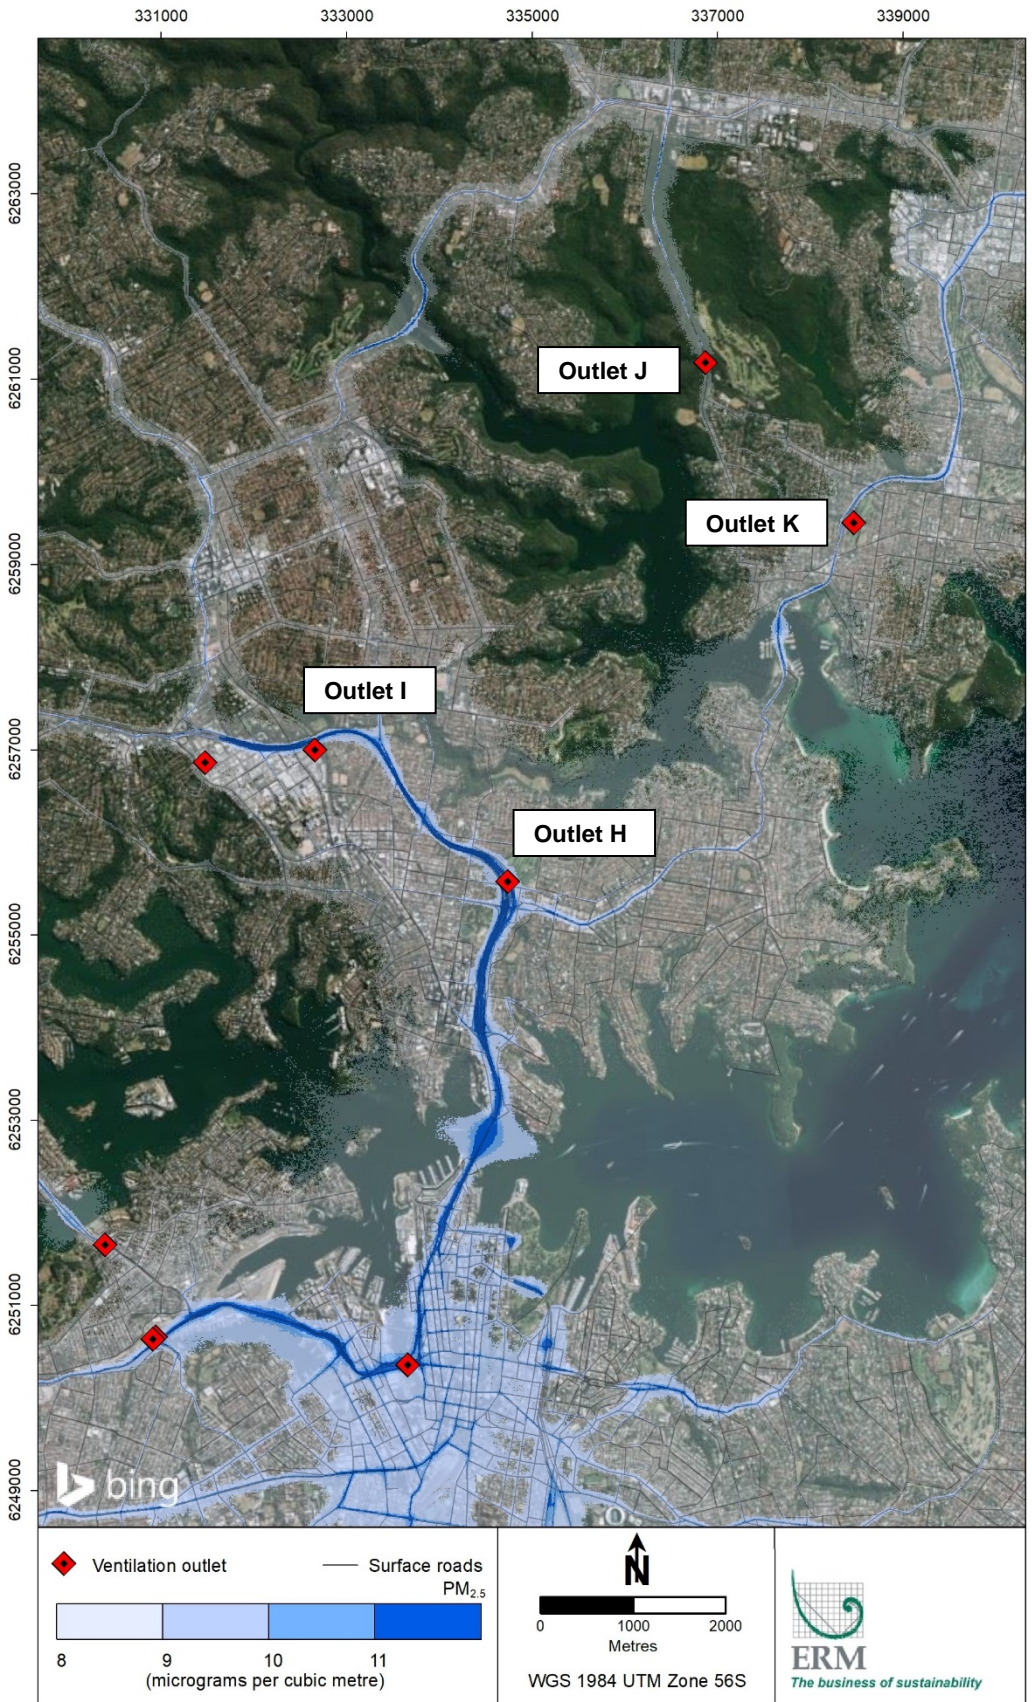 331000 333000 335000 337000 339000
6263000
6261000
6259000
6257000
6255000
6253000
6251000
6249000
Outlet J
Outlet K
Outlet I
Outlet H
bing
Ventilation outlet
Surface roads
PM2.5
8 9 10 11
(micrograms per cubic metre)
N
0 1000 2000
Metres
WGS 1984 UTM Zone 56S
ERM
The business of sustainability